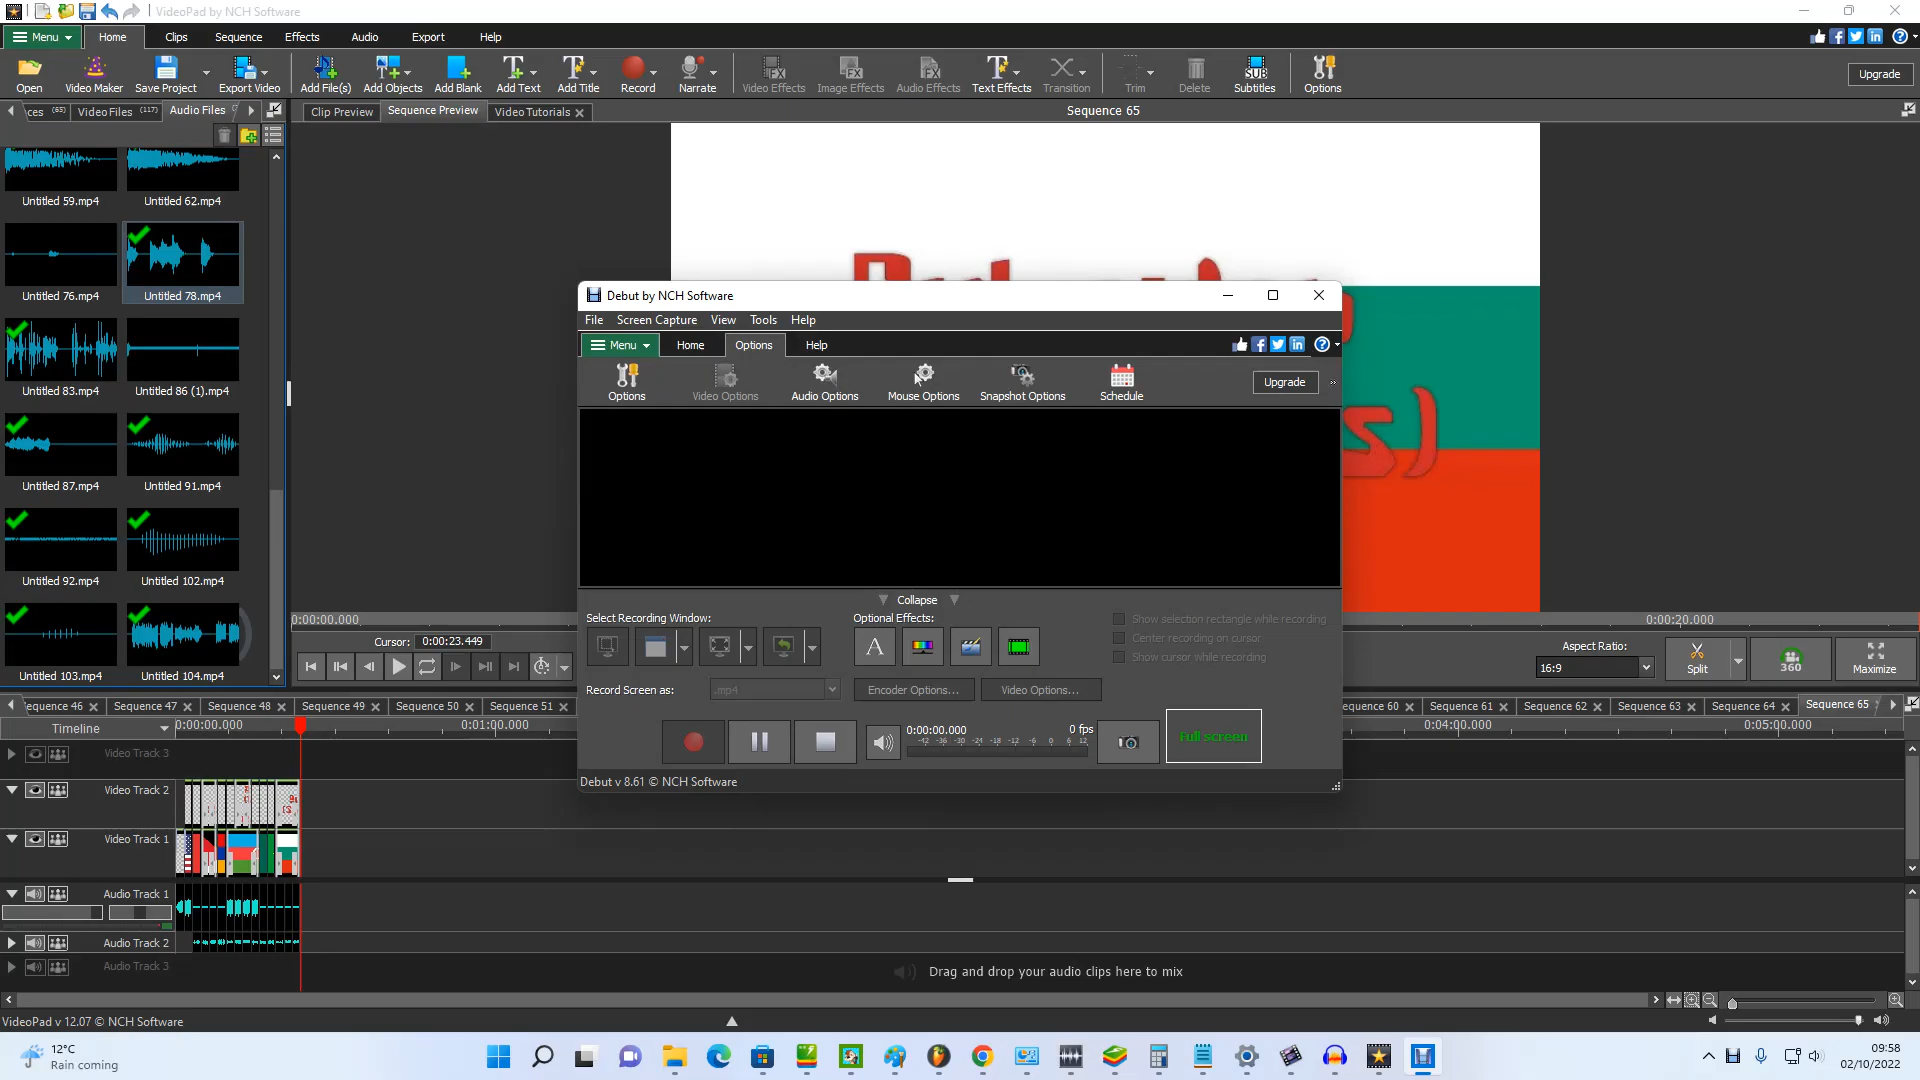 VideoPad by NCH Software
Menu Home Clips Sequence Effects Audio Export Help
Open Video Maker Save Project Export Video Add File(s) Add Objects Add Blank Add Text Add Title Record Narrate Video Effects Image Effects Audio Effects Text Effects Transition Trim Delete Subtitles Options Upgrade
ces (65) Video Files (117) Audio Files
Clip Preview Sequence Preview Video Tutorials Sequence 65
Untitled 59.mp4 Untitled 62.mp4
Untitled 76.mp4 Untitled 78.mp4
Untitled 83.mp4 Untitled 86 (1).mp4
Untitled 87.mp4 Untitled 91.mp4
Untitled 92.mp4 Untitled 102.mp4
Untitled 103.mp4 Untitled 104.mp4
Debut by NCH Software
File Screen Capture View Tools Help
Menu Home Options Help
Options Video Options Audio Options Mouse Options Snapshot Options Schedule Upgrade
Collapse
Select Recording Window: Optional Effects:
Show selection rectangle while recording
Center recording on cursor
Show cursor while recording
Record Screen as: .mp4 Encoder Options... Video Options...
0:00:00.000 0 fps
-42 -36 -30 -24 -18 -12 -6 0 6 12
Full screen
Debut v 8.61 © NCH Software
0:00:00.000 0:00:20.000
Cursor: 0:00:23.449
Aspect Ratio:
16:9
Split 360 Maximize
equence 46 Sequence 47 Sequence 48 Sequence 49 Sequence 50 Sequence 51 equence 60 Sequence 61 Sequence 62 Sequence 63 Sequence 64 Sequence 65
Timeline 0:00:00.000 0:01:00.000 0:04:00.000 0:05:00.000
Video Track 3
Video Track 2
Video Track 1
Audio Track 1
Audio Track 2
Audio Track 3
Drag and drop your audio clips here to mix
VideoPad v 12.07 © NCH Software
12°C
Rain coming
09:58
02/10/2022